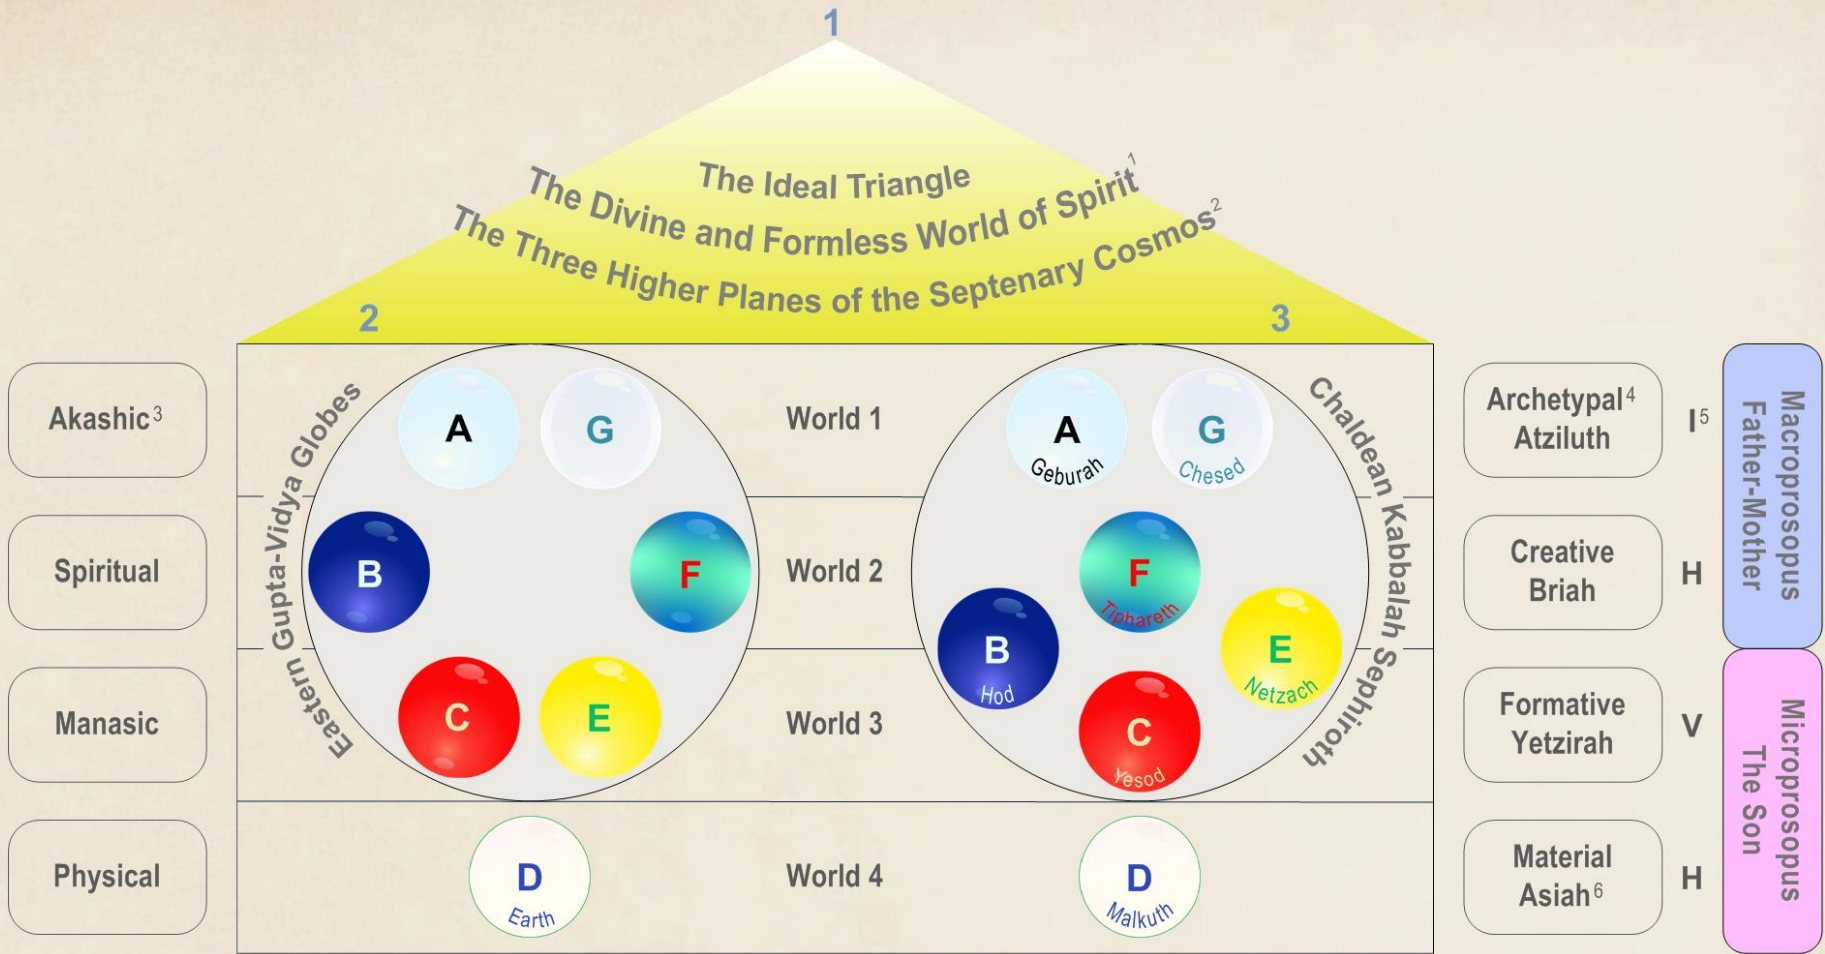 1
The Ideal Triangle
The Divine and Formless World of Spirit1
The Three Higher Planes of the Septenary Cosmos2
2
3
Eastern Gupta-Vidya Globes
Chaldean Kabbalah Sephiroth
Akashic3
A
G
World 1
A
Geburah
G
Chesed
Archetypal4
Atziluth
I5
Spiritual
B
F
World 2
F
Tiphareth
B
Hod
E
Netzach
Creative
Briah
H
Macroprosopus
Father-Mother
Manasic
C
E
World 3
C
Yesod
Formative
Yetzirah
V
Physical
D
Earth
World 4
D
Malkuth
Material
Asiah6
H
Microprosopus
The Son